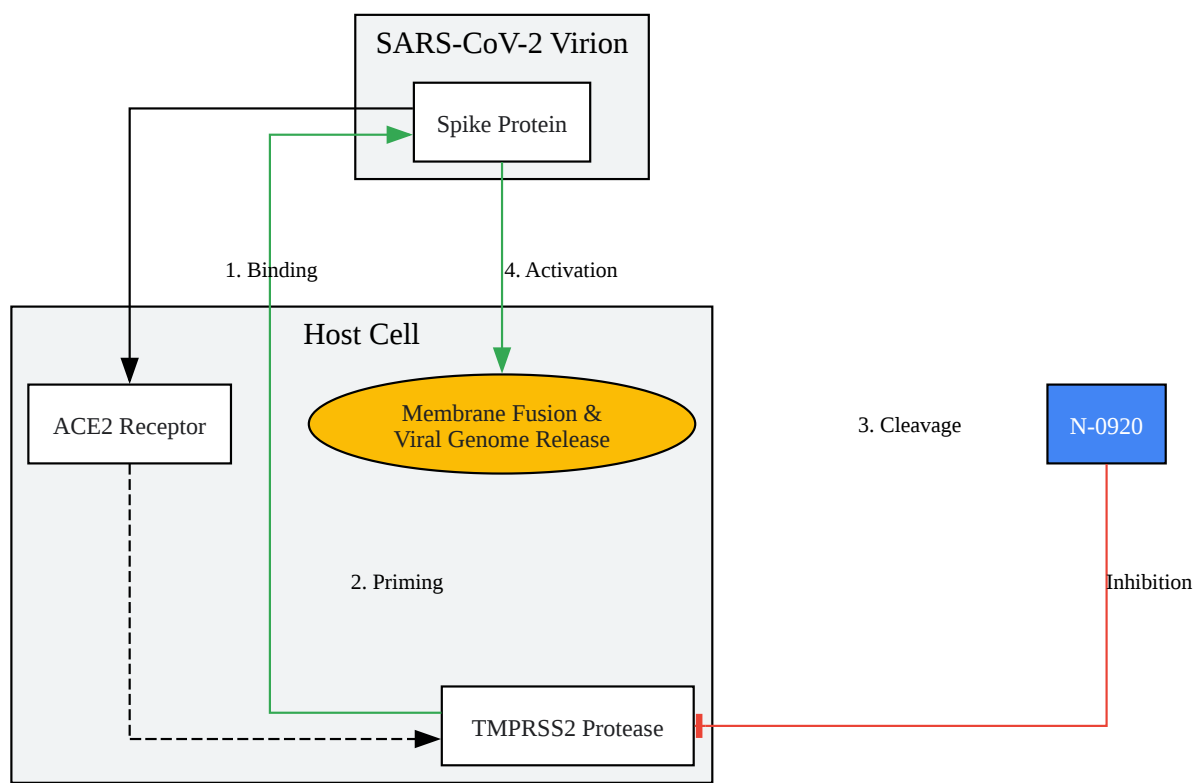 SARS-CoV-2 Virion
Spike Protein
1. Binding
4. Activation
Host Cell
ACE2 Receptor
Membrane Fusion &
Viral Genome Release
3. Cleavage
N-0920
2. Priming
Inhibition
TMPRSS2 Protease